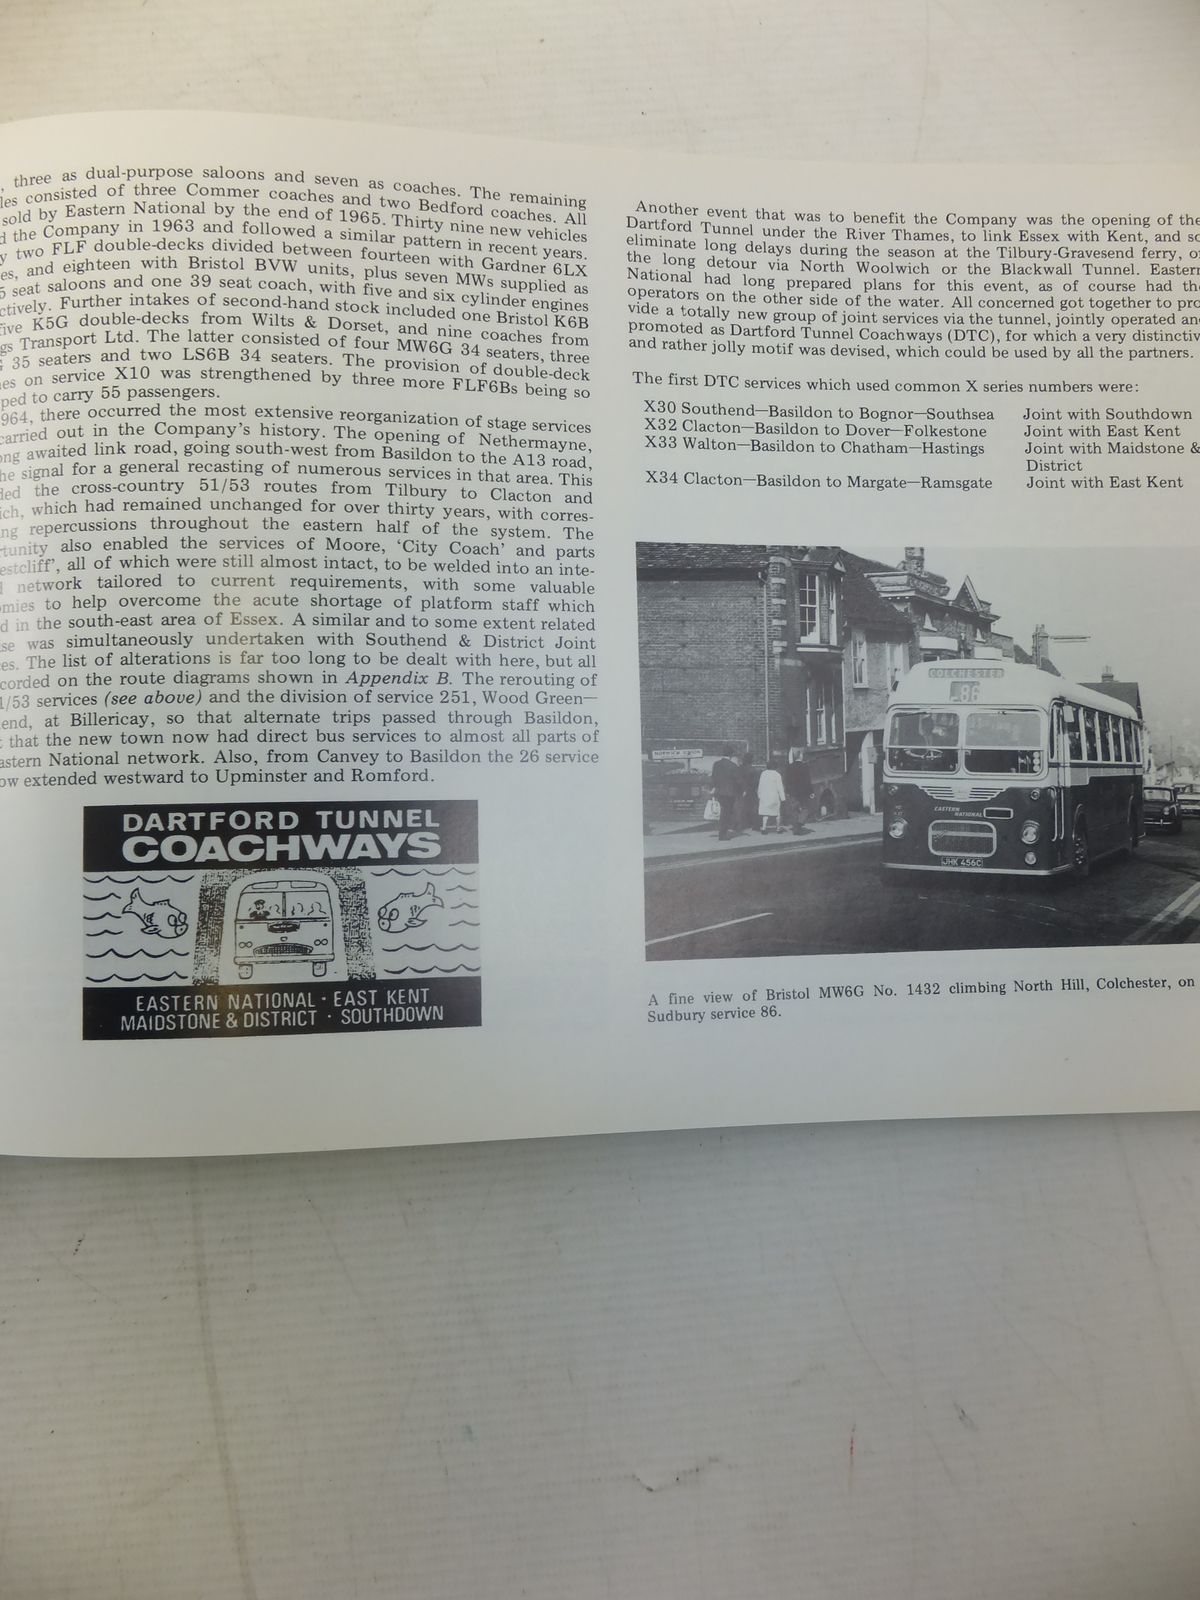 three as dual-purpose saloons and seven as coaches. The remaining
les consisted of three Commer coaches and two Bedford coaches. All
sold by Eastern National by the end of 1965. Thirty nine new vehicles
d the Company in 1963 and followed a similar pattern in recent years.
y two FLF double-decks divided between fourteen with Gardner 6LX
es, and eighteen with Bristol BVW units, plus seven MWs supplied as
5 seat saloons and one 39 seat coach, with five and six cylinder engines
ctively. Further intakes of second-hand stock included one Bristol K6B
five K5G double-decks from Wilts & Dorset, and nine coaches from
gs Transport Ltd. The latter consisted of four MW6G 34 seaters, three
G 35 seaters and two LS6B 34 seaters. The provision of double-deck
es on service X10 was strengthened by three more FLF6Bs being so
ped to carry 55 passengers.
964, there occurred the most extensive reorganization of stage services
carried out in the Company's history. The opening of Nethermayne,
ong awaited link road, going south-west from Basildon to the A13 road,
he signal for a general recasting of numerous services in that area. This
ded the cross-country 51/53 routes from Tilbury to Clacton and
ich, which had remained unchanged for over thirty years, with corres-
ng repercussions throughout the eastern half of the system. The
rtunity also enabled the services of Moore, 'City Coach' and parts
estcliff', all of which were still almost intact, to be welded into an inte-
d network tailored to current requirements, with some valuable
omies to help overcome the acute shortage of platform staff which
d in the south-east area of Essex. A similar and to some extent related
se was simultaneously undertaken with Southend & District Joint
es. The list of alterations is far too long to be dealt with here, but all
corded on the route diagrams shown in Appendix B. The rerouting of
1/53 services (see above) and the division of service 251, Wood Green—
end, at Billericay, so that alternate trips passed through Basildon,
t that the new town now had direct bus services to almost all parts of
astern National network. Also, from Canvey to Basildon the 26 service
ow extended westward to Upminster and Romford.
DARTFORD TUNNEL
COACHWAYS
EASTERN NATIONAL · EAST KENT
MAIDSTONE & DISTRICT · SOUTHDOWN
Another event that was to benefit the Company was the opening of the
Dartford Tunnel under the River Thames, to link Essex with Kent, and so
eliminate long delays during the season at the Tilbury-Gravesend ferry, or
the long detour via North Woolwich or the Blackwall Tunnel. Eastern
National had long prepared plans for this event, as of course had the
operators on the other side of the water. All concerned got together to pro
vide a totally new group of joint services via the tunnel, jointly operated an
promoted as Dartford Tunnel Coachways (DTC), for which a very distinctiv
and rather jolly motif was devised, which could be used by all the partners.
The first DTC services which used common X series numbers were:
X30 Southend—Basildon to Bognor—Southsea Joint with Southdown
X32 Clacton—Basildon to Dover—Folkestone Joint with East Kent
X33 Walton—Basildon to Chatham—Hastings Joint with Maidstone &
District
X34 Clacton—Basildon to Margate—Ramsgate Joint with East Kent
COLCHESTER
86
EASTERN
NATIONAL
JHK 456C
A fine view of Bristol MW6G No. 1432 climbing North Hill, Colchester, on
Sudbury service 86.